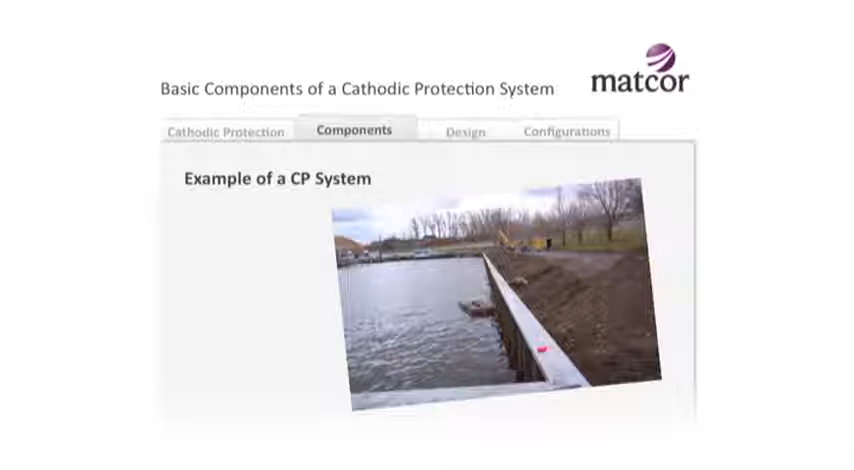 matcor
Basic Components of a Cathodic Protection System
Cathodic Protection Components Design Configurations
Example of a CP System